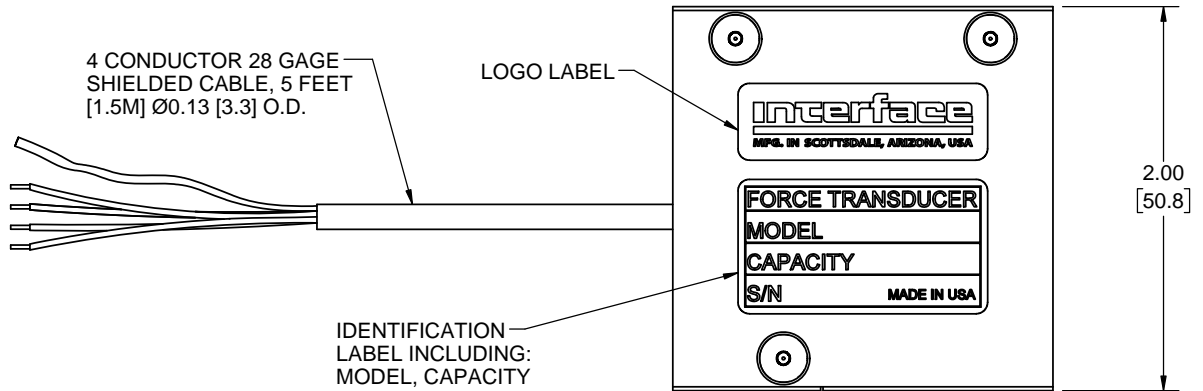 4 CONDUCTOR 28 GAGE
SHIELDED CABLE, 5 FEET
[1.5M] Ø0.13 [3.3] O.D.
LOGO LABEL
interface
MFG. IN SCOTTSDALE, ARIZONA, USA
2.00
[50.8]
FORCE TRANSDUCER
MODEL
CAPACITY
S/N MADE IN USA
IDENTIFICATION
LABEL INCLUDING:
MODEL, CAPACITY